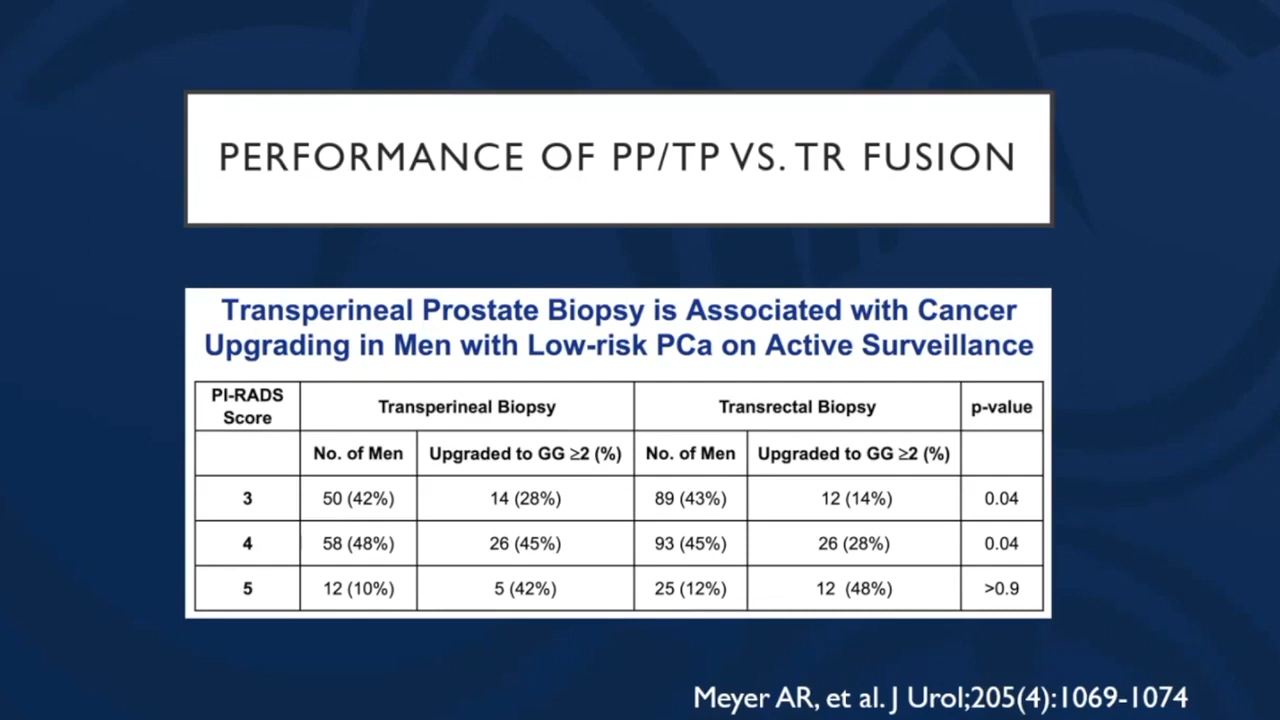 PERFORMANCE OF PP/TP VS. TR FUSION
Transperineal Prostate Biopsy is Associated with Cancer
Upgrading in Men with Low-risk PCa on Active Surveillance
PI-RADS Score Transperineal Biopsy Transrectal Biopsy p-value
No. of Men Upgraded to GG ≥2 (%) No. of Men Upgraded to GG ≥2 (%)
3 50 (42%) 14 (28%) 89 (43%) 12 (14%) 0.04
4 58 (48%) 26 (45%) 93 (45%) 26 (28%) 0.04
5 12 (10%) 5 (42%) 25 (12%) 12 (48%) >0.9
Meyer AR, et al. J Urol;205(4):1069-1074